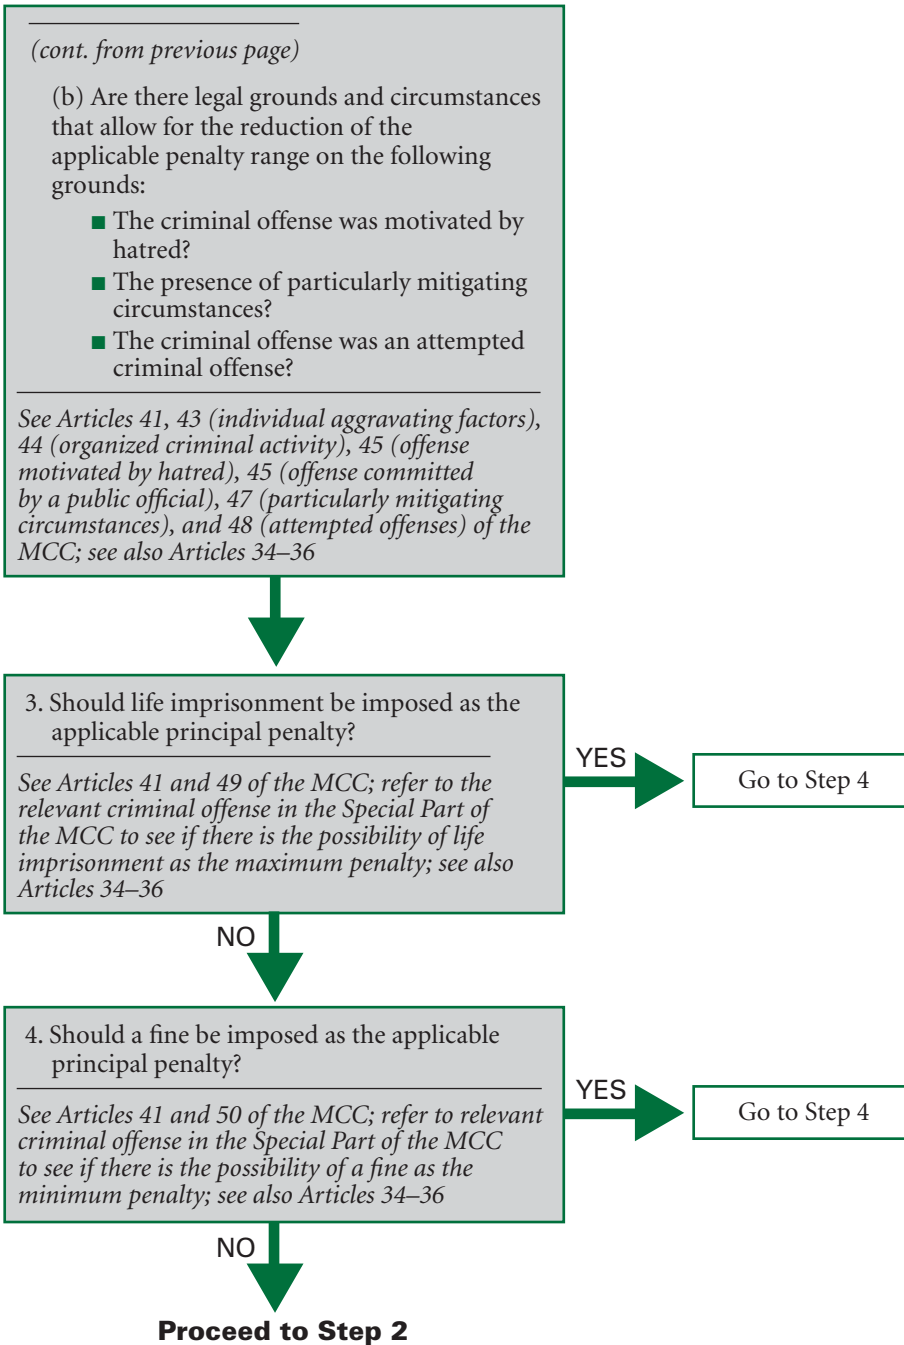 (cont. from previous page)
(b) Are there legal grounds and circumstances
that allow for the reduction of the
applicable penalty range on the following
grounds:
■ The criminal offense was motivated by
hatred?
■ The presence of particularly mitigating
circumstances?
■ The criminal offense was an attempted
criminal offense?
See Articles 41, 43 (individual aggravating factors),
44 (organized criminal activity), 45 (offense
motivated by hatred), 45 (offense committed
by a public official), 47 (particularly mitigating
circumstances), and 48 (attempted offenses) of the
MCC; see also Articles 34–36
3. Should life imprisonment be imposed as the
applicable principal penalty?
See Articles 41 and 49 of the MCC; refer to the
relevant criminal offense in the Special Part of
the MCC to see if there is the possibility of life
imprisonment as the maximum penalty; see also
Articles 34–36
YES
Go to Step 4
NO
4. Should a fine be imposed as the applicable
principal penalty?
See Articles 41 and 50 of the MCC; refer to relevant
criminal offense in the Special Part of the MCC
to see if there is the possibility of a fine as the
minimum penalty; see also Articles 34–36
YES
Go to Step 4
NO
Proceed to Step 2